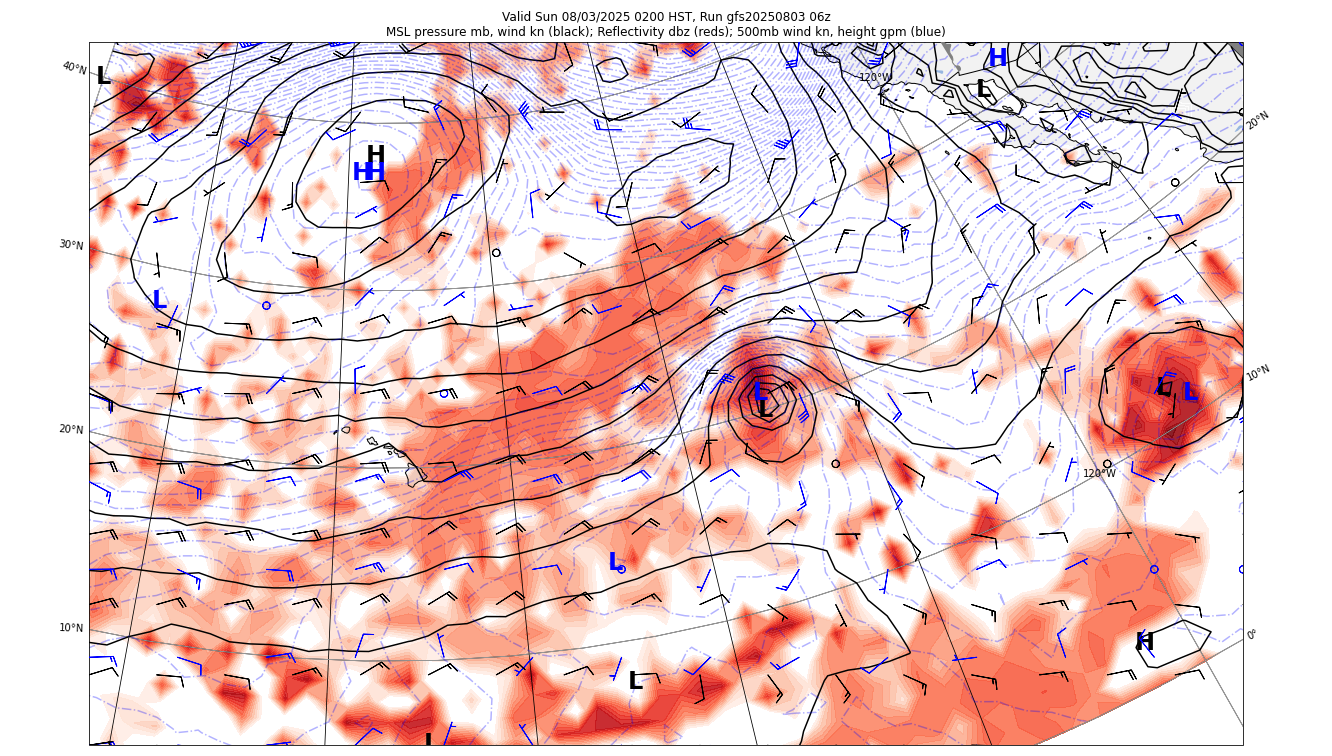 Valid Sun 08/03/2025 0200 HST, Run gfs20250803 06z
MSL pressure mb, wind kn (black); Reflectivity dbz (reds); 500mb wind kn, height gpm (blue)
H
40°N
L
120°W
L
20°N
H
HH
30°N
L
10°N
L
L
L
L
20°N
120°W
L
10°N
0°
H
L
L